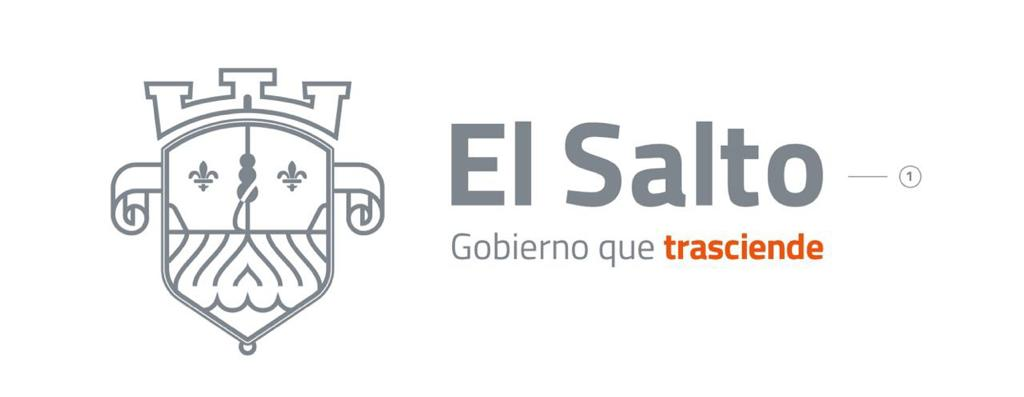 El Salto
1
Gobierno que trasciende